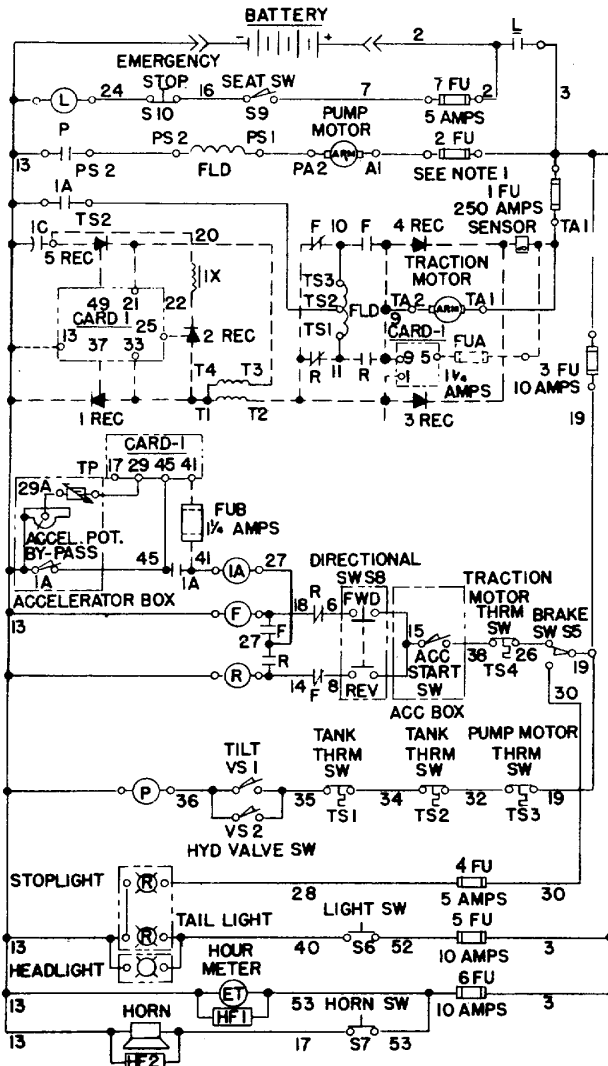 BATTERY
- +
2 L
EMERGENCY
STOP SEAT SW
L 24 16 7 2 7 FU
S10 S9 5 AMPS
3
P PUMP
MOTOR
13 PS 2 PS2 FLD PS1 PA2 ARM A1 2 FU
SEE NOTE 1
1 FU
250 AMPS
1A
TS2
SENSOR TA1
1C 20 F 10 F 4 REC
5 REC
1X
TS3 TRACTION
MOTOR
49 21 22 TS2 FLD TA2 ARM TA1
CARD 1 9
13 25 2 REC TS1 CARD-1 FUA
37 33 T4 T3 9 5
R 11 R 1 1¼
AMPS
3 FU
10 AMPS
1 REC T1 T2 3 REC
19
CARD-1
TP 17 29 45 41
29A
FUB
1¼ AMPS
ACCEL. POT.
BY-PASS
45 41 1A 27
1A 1A
ACCELERATOR BOX
DIRECTIONAL
SW S8
FWD
TRACTION
MOTOR
THRM
SW
BRAKE
SW S5
13 F 18 R 6
F
27
R
15
ACC
START
SW
38 26 19
TS4
R 14 F 8 REV 30
ACC BOX
TILT
VS1
TANK
THRM
SW
TANK
THRM
SW
PUMP MOTOR
THRM
SW
P 36 35 34 32 19
TS1 TS2 TS3
VS2
HYD VALVE SW
STOPLIGHT R 28 4 FU 30
5 AMPS
TAIL LIGHT LIGHT SW 5 FU
13 R 40 S6 52 3
10 AMPS
HEADLIGHT
HOUR
METER
6 FU
13 ET 53 3
HF1 10 AMPS
HORN HORN SW
13 17 S7 53
HF2